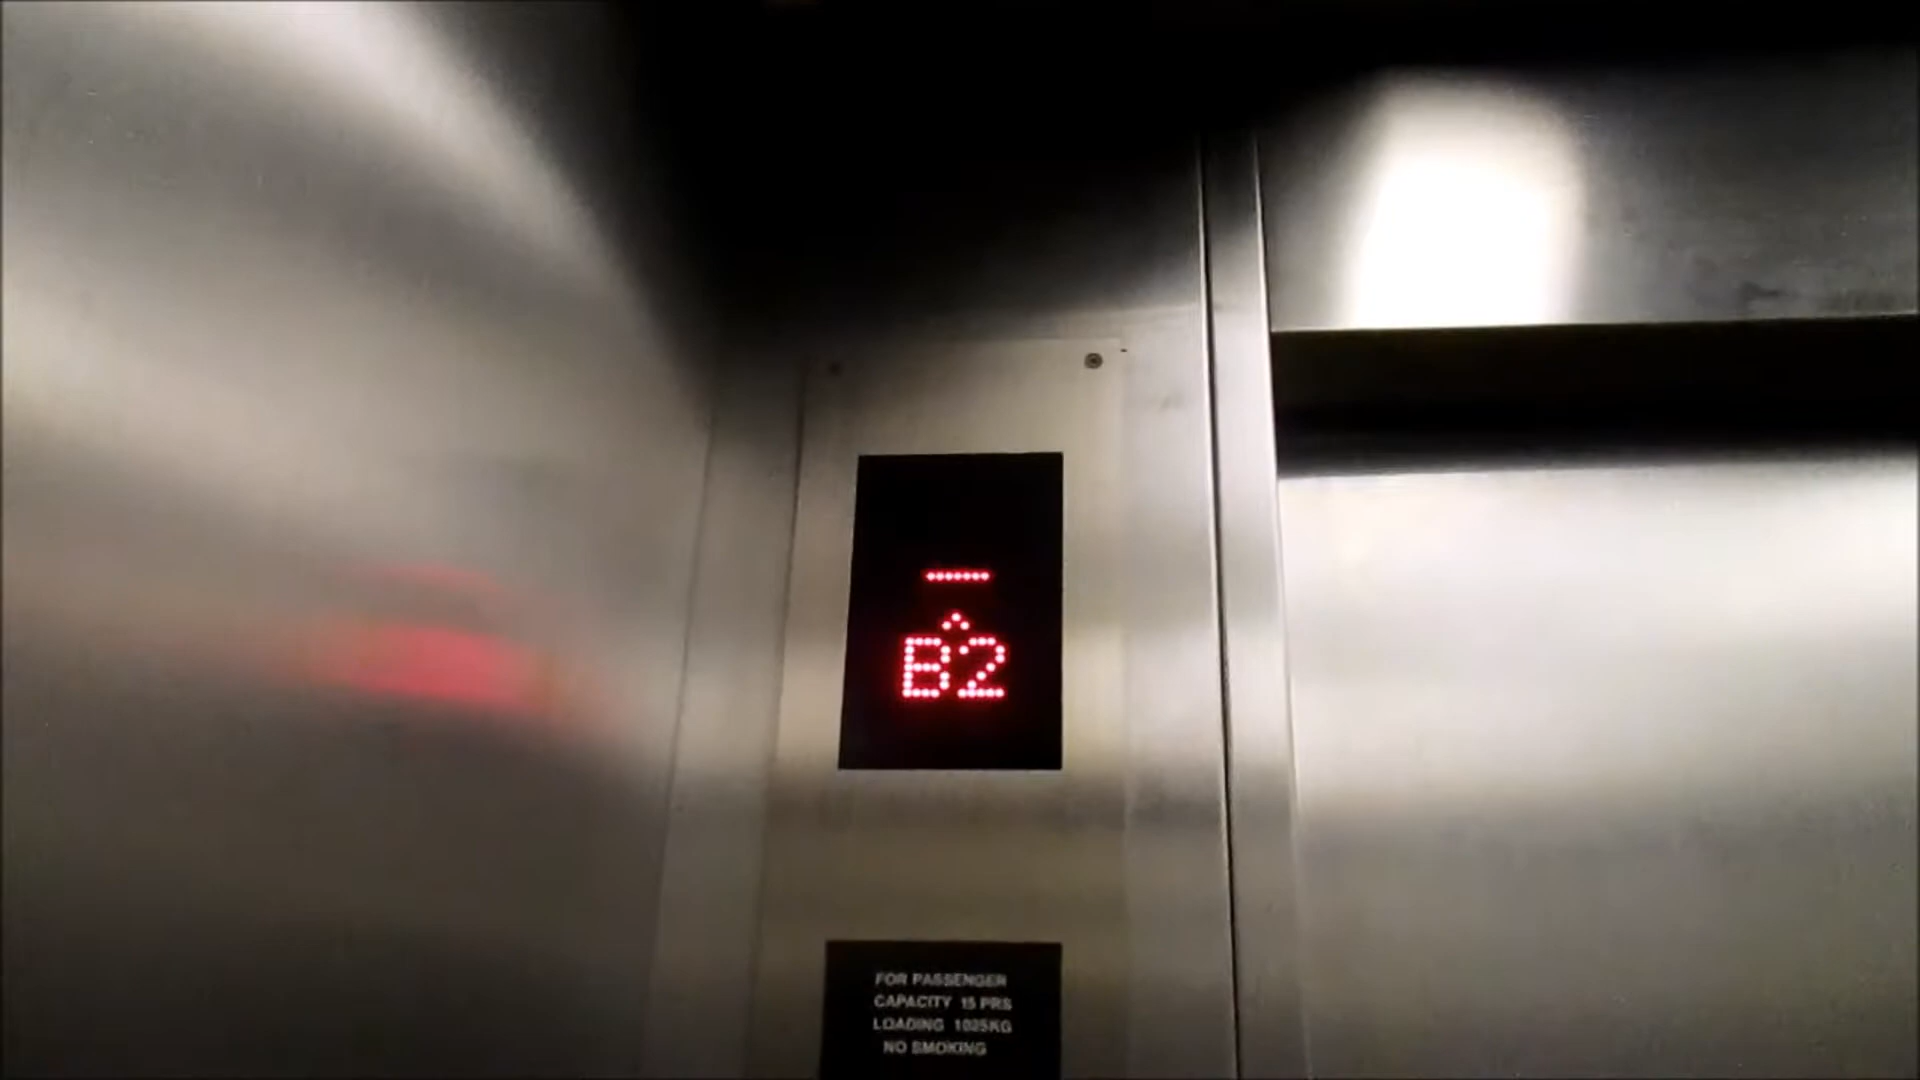 B2
FOR PASSENGER
CAPACITY 15 PRS
LOADING 1025KG
NO SMOKING